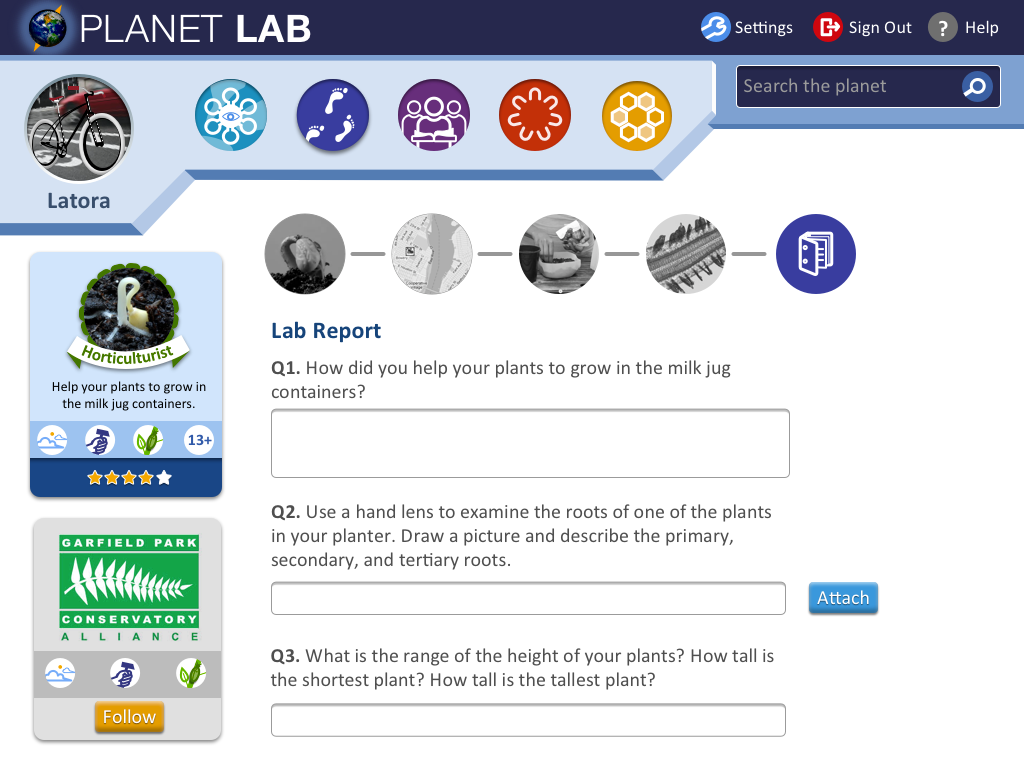 PLANET LAB
Settings
Sign Out
? Help
Search the planet
Latora
Horticulturist
Help your plants to grow in
the milk jug containers.
13+
GARFIELD PARK
CONSERVATORY
ALLIANCE
Follow
Lab Report
Q1. How did you help your plants to grow in the milk jug
containers?
Q2. Use a hand lens to examine the roots of one of the plants
in your planter. Draw a picture and describe the primary,
secondary, and tertiary roots.
Attach
Q3. What is the range of the height of your plants? How tall is
the shortest plant? How tall is the tallest plant?